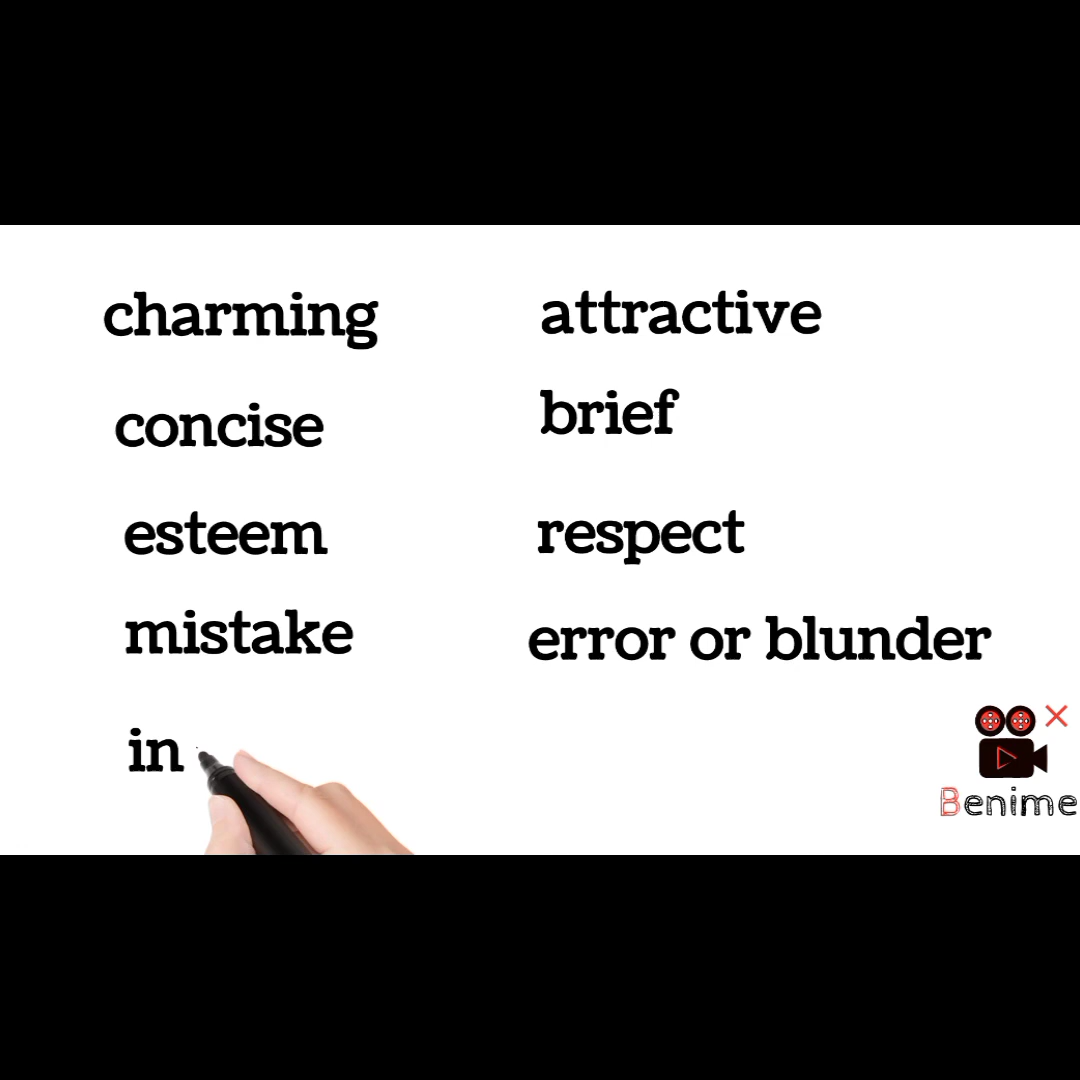 charming attractive
concise brief
esteem respect
mistake error or blunder
in
Benime